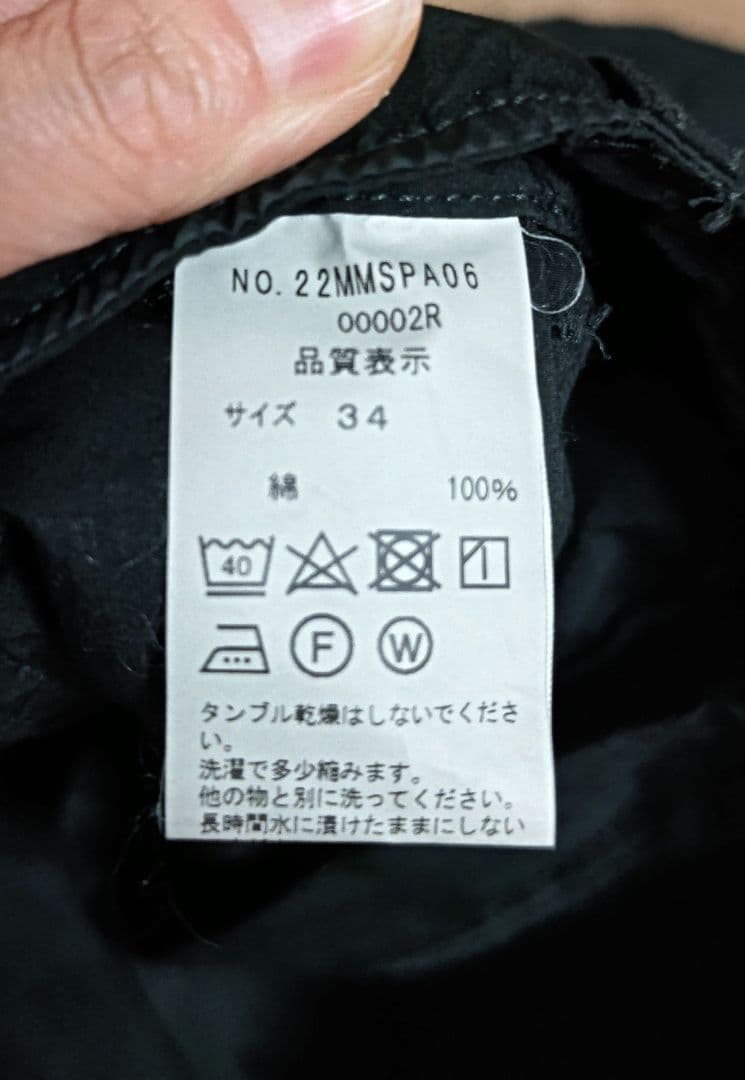 NO. 22MMSPA06
00002R
品質表示
サイズ 34
綿 100%
40
F W
タンブル乾燥はしないでくださ
い。
洗濯で多少縮みます。
他の物と別に洗ってください。
長時間水に漬けたままにしない